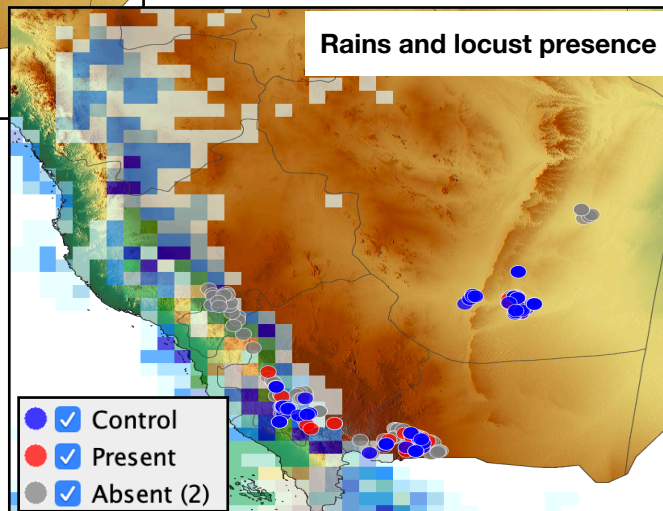 Rains and locust presence
Control
Present
Absent (2)